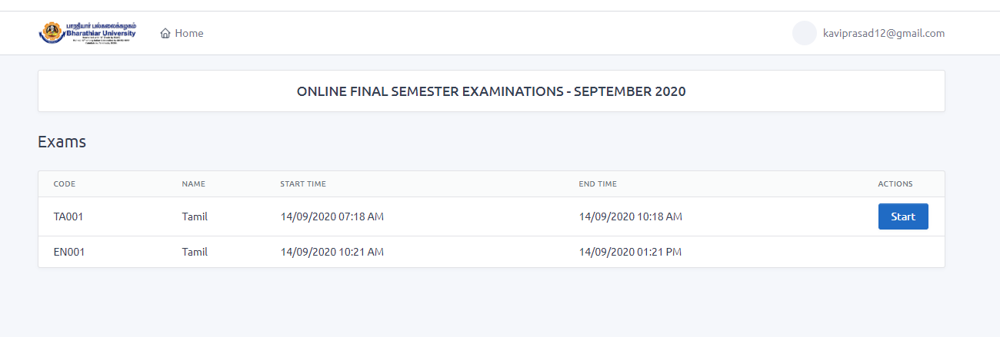 பாரதியார் பல்கலைக்கழகம்
Bharathiar University
Home
kaviprasad12@gmail.com
ONLINE FINAL SEMESTER EXAMINATIONS - SEPTEMBER 2020
Exams
CODE NAME START TIME END TIME ACTIONS
TA001 Tamil 14/09/2020 07:18 AM 14/09/2020 10:18 AM Start
EN001 Tamil 14/09/2020 10:21 AM 14/09/2020 01:21 PM